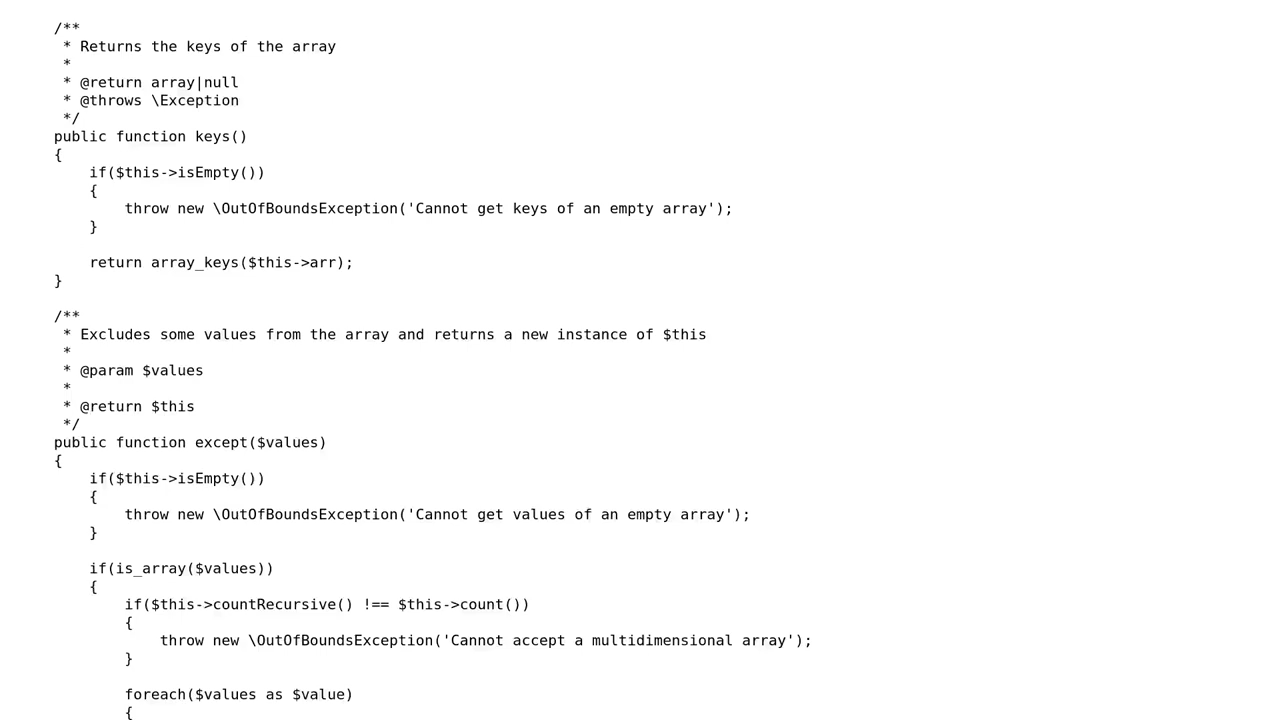 /**
 * Returns the keys of the array
 *
 * @return array|null
 * @throws \Exception
 */
public function keys()
{
    if($this->isEmpty())
    {
        throw new \OutOfBoundsException('Cannot get keys of an empty array');
    }

    return array_keys($this->arr);
}

/**
 * Excludes some values from the array and returns a new instance of $this
 *
 * @param $values
 *
 * @return $this
 */
public function except($values)
{
    if($this->isEmpty())
    {
        throw new \OutOfBoundsException('Cannot get values of an empty array');
    }

    if(is_array($values))
    {
        if($this->countRecursive() !== $this->count())
        {
            throw new \OutOfBoundsException('Cannot accept a multidimensional array');
        }

        foreach($values as $value)
        {